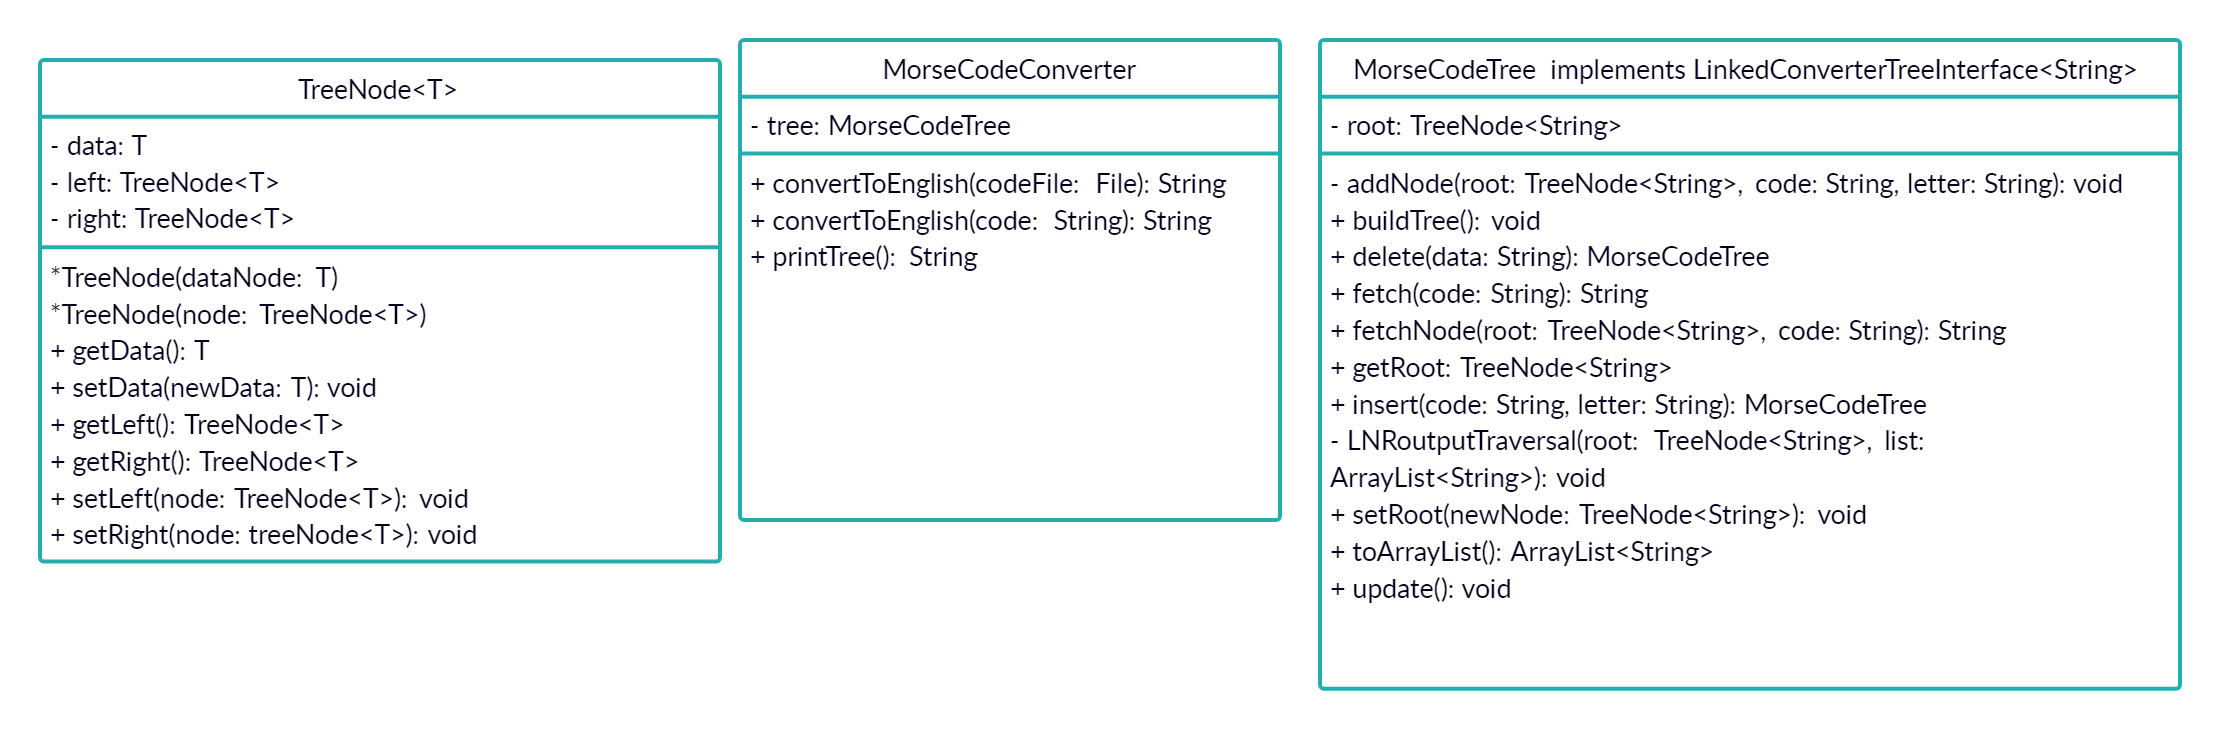 TreeNode<T>
- data: T
- left: TreeNode<T>
- right: TreeNode<T>
*TreeNode(dataNode: T)
*TreeNode(node: TreeNode<T>)
+ getData(): T
+ setData(newData: T): void
+ getLeft(): TreeNode<T>
+ getRight(): TreeNode<T>
+ setLeft(node: TreeNode<T>): void
+ setRight(node: treeNode<T>): void
MorseCodeConverter
- tree: MorseCodeTree
+ convertToEnglish(codeFile: File): String
+ convertToEnglish(code: String): String
+ printTree(): String
MorseCodeTree implements LinkedConverterTreeInterface<String>
- root: TreeNode<String>
- addNode(root: TreeNode<String>, code: String, letter: String): void
+ buildTree(): void
+ delete(data: String): MorseCodeTree
+ fetch(code: String): String
+ fetchNode(root: TreeNode<String>, code: String): String
+ getRoot: TreeNode<String>
+ insert(code: String, letter: String): MorseCodeTree
- LNRoutputTraversal(root: TreeNode<String>, list:
ArrayList<String>): void
+ setRoot(newNode: TreeNode<String>): void
+ toArrayList(): ArrayList<String>
+ update(): void